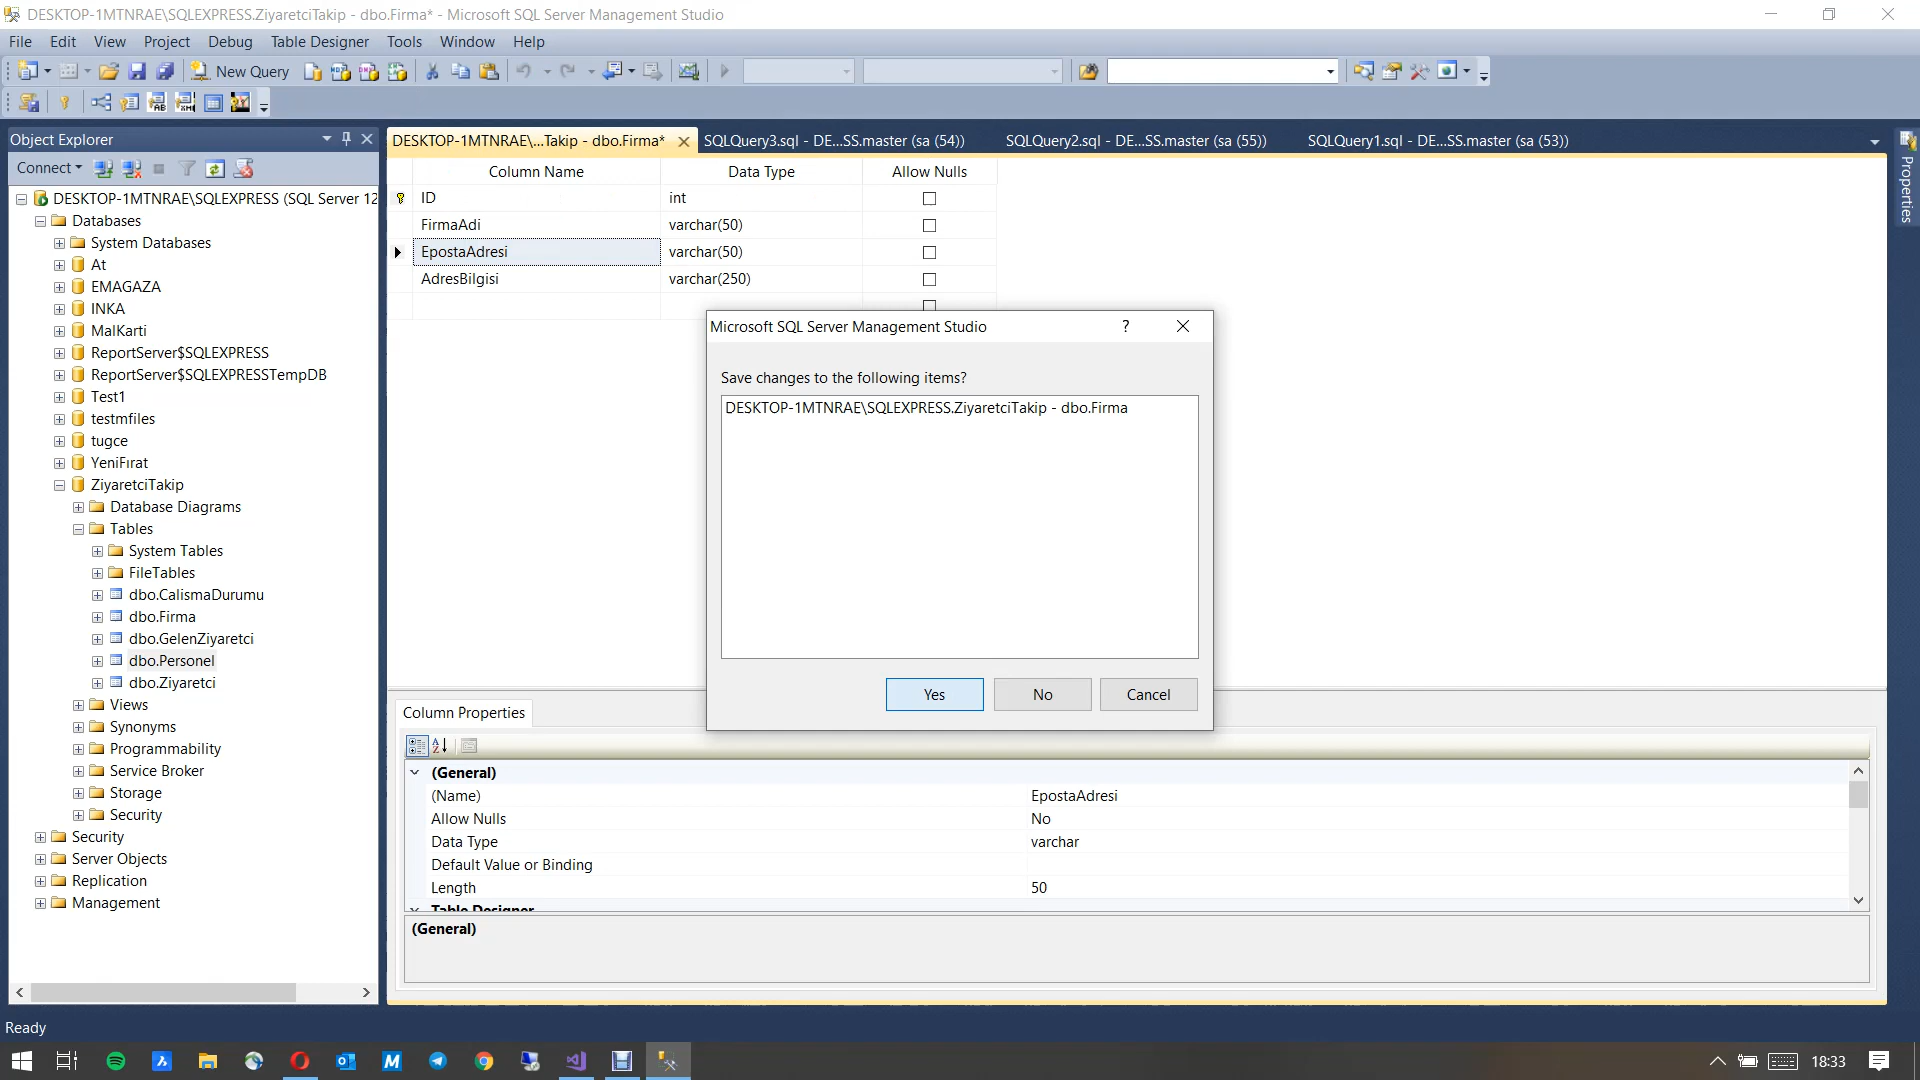 DESKTOP-1MTNRAE\SQLEXPRESS.ZiyaretciTakip - dbo.Firma* - Microsoft SQL Server Management Studio
File Edit View Project Debug Table Designer Tools Window Help
New Query
Object Explorer
Connect
DESKTOP-1MTNRAE\SQLEXPRESS (SQL Server 12
Databases
System Databases
At
EMAGAZA
INKA
MalKarti
ReportServer$SQLEXPRESS
ReportServer$SQLEXPRESSTempDB
Test1
testmfiles
tugce
YeniFırat
ZiyaretciTakip
Database Diagrams
Tables
System Tables
FileTables
dbo.CalismaDurumu
dbo.Firma
dbo.GelenZiyaretci
dbo.Personel
dbo.Ziyaretci
Views
Synonyms
Programmability
Service Broker
Storage
Security
Security
Server Objects
Replication
Management
DESKTOP-1MTNRAE\...Takip - dbo.Firma* SQLQuery3.sql - DE...SS.master (sa (54)) SQLQuery2.sql - DE...SS.master (sa (55)) SQLQuery1.sql - DE...SS.master (sa (53))
Column Name Data Type Allow Nulls
ID int
FirmaAdi varchar(50)
EpostaAdresi varchar(50)
AdresBilgisi varchar(250)
Microsoft SQL Server Management Studio ?
Save changes to the following items?
DESKTOP-1MTNRAE\SQLEXPRESS.ZiyaretciTakip - dbo.Firma
Yes No Cancel
Column Properties
(General)
(Name) EpostaAdresi
Allow Nulls No
Data Type varchar
Default Value or Binding
Length 50
Table Designer
(General)
Properties
Ready
18:33